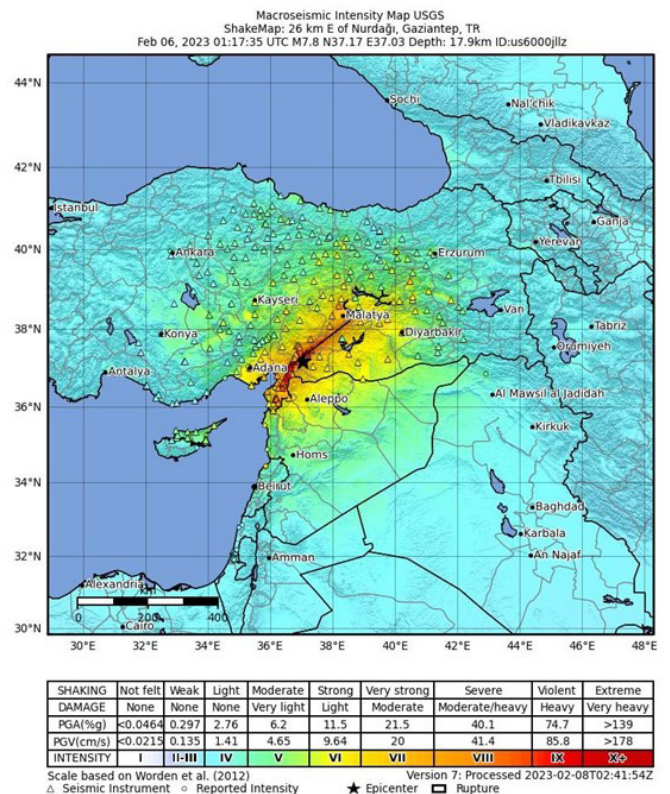 Macroseismic Intensity Map USGS
ShakeMap: 26 km E of Nurdağı, Gaziantep, TR
Feb 06, 2023 01:17:35 UTC M7.8 N37.17 E37.03 Depth: 17.9km ID:us6000jllz
44°N
Sochi
Nal'chik
Vladikavkaz
42°N
Tbilisi
Istanbul
Ganja
Yerevan
40°N
Ankara
Erzurum
Kayseri
Malatya
Van
38°N
Konya
Diyarbakir
Tabriz
Orumiyeh
Antalya
Adana
36°N
Aleppo
Al Mawsil al Jadidah
Kirkuk
Homs
34°N
Beirut
Baghdad
Karbala
32°N
Amman
An Najaf
Alexandria
km
0 200 400
30°N
Cairo
30°E 32°E 34°E 36°E 38°E 40°E 42°E 44°E 46°E 48°E
SHAKING Not felt Weak Light Moderate Strong Very strong Severe Violent Extreme
DAMAGE None None None Very light Light Moderate Moderate/heavy Heavy Very heavy
PGA(%g) <0.0464 0.297 2.76 6.2 11.5 21.5 40.1 74.7 >139
PGV(cm/s) <0.0215 0.135 1.41 4.65 9.64 20 41.4 85.8 >178
INTENSITY I II-III IV V VI VII VIII IX X+
Scale based on Worden et al. (2012) Version 7: Processed 2023-02-08T02:41:54Z
△ Seismic Instrument ○ Reported Intensity ★ Epicenter □ Rupture